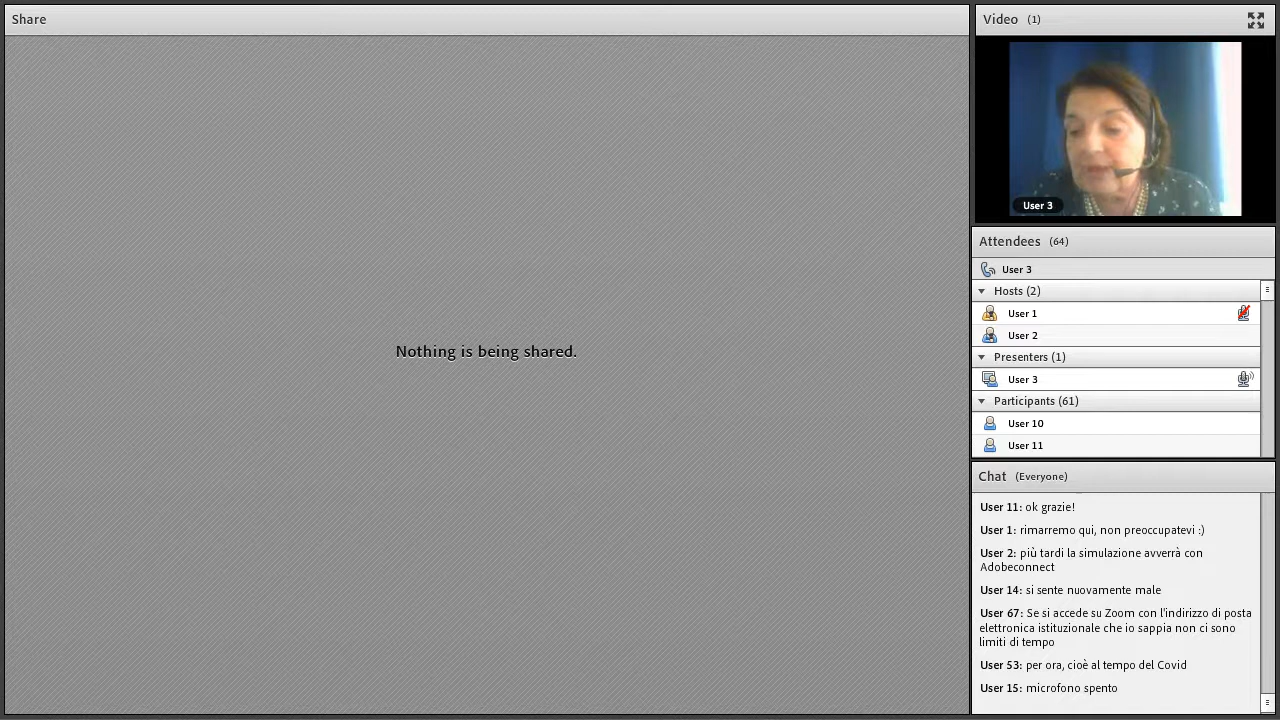 Share
Nothing is being shared.
Video (1)
User 3
Attendees (64)
User 3
Hosts (2)
User 1
User 2
Presenters (1)
User 3
Participants (61)
User 10
User 11
Chat (Everyone)
User 11: ok grazie!
User 1: rimarremo qui, non preoccupatevi :)
User 2: più tardi la simulazione avverrà con
Adobeconnect
User 14: si sente nuovamente male
User 67: Se si accede su Zoom con l'indirizzo di posta
elettronica istituzionale che io sappia non ci sono
limiti di tempo
User 53: per ora, cioè al tempo del Covid
User 15: microfono spento